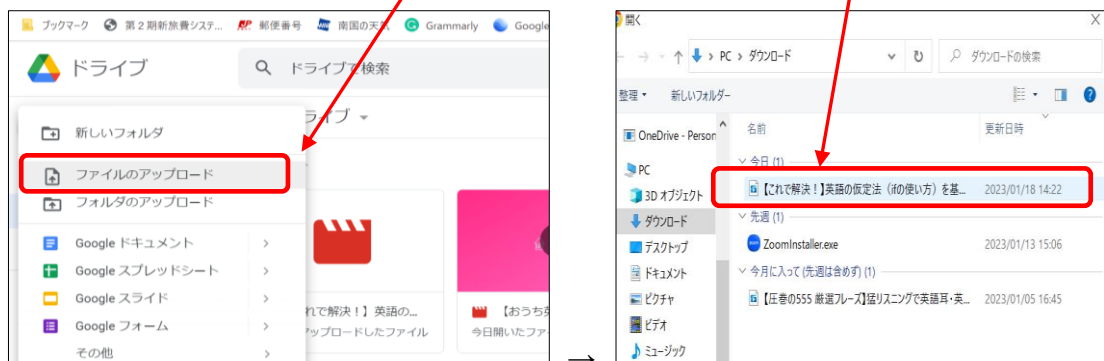 ブックマーク 第2期新旅費システ... 郵便番号 南国の天気 Grammarly Google
ドライブ
ドライブで検索
新しいフォルダ
ライブ
ファイルのアップロード
フォルダのアップロード
Google ドキュメント
Google スプレッドシート
Google スライド
Google フォーム
その他
れで解決!】英語の...
アップロードしたファイル
【おうち英
今日開いたファ
→
開く
PC > ダウンロード
ダウンロードの検索
整理 新しいフォルダー
OneDrive - Person
PC
3D オブジェクト
ダウンロード
デスクトップ
ドキュメント
ピクチャ
ビデオ
ミュージック
名前 更新日時
今日 (1)
【これで解決!】英語の仮定法（ifの使い方）を基... 2023/01/18 14:22
先週 (1)
ZoomInstaller.exe 2023/01/13 15:06
今月に入って (先週は含めず) (1)
【圧巻の555 厳選フレーズ】猛リスニングで英語耳・英... 2023/01/05 16:45